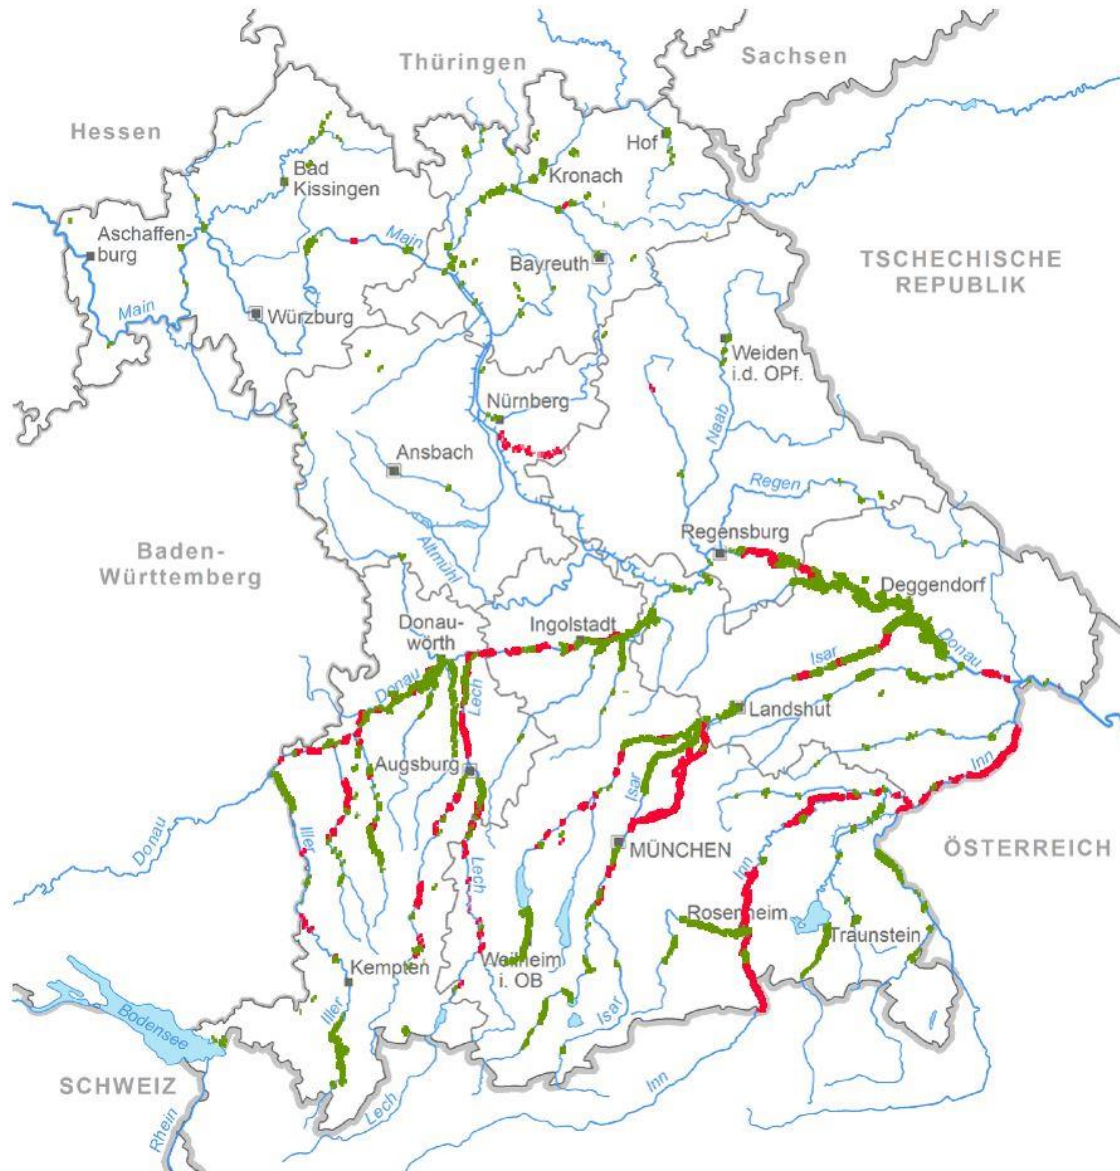 Sachsen
Thüringen
Hessen
Hof
Kronach
Bad
Kissingen
Aschaffen-
burg
Main
Bayreuth
TSCHECHISCHE
REPUBLIK
Main
Würzburg
Weiden
i.d. OPf.
Nürnberg
Naab
Ansbach
Regen
Regensburg
Altmühl
Baden-
Württemberg
Deggendorf
Donau-
wörth
Ingolstadt
Donau
Isar
Donau
Lech
Landshut
Augsburg
Isar
Inn
Donau
Iller
MÜNCHEN
ÖSTERREICH
Lech
Inn
Rosenheim
Traunstein
Kempten
Weilheim
i. OB
Iller
Isar
Bodensee
SCHWEIZ
Inn
Lech
Rhein